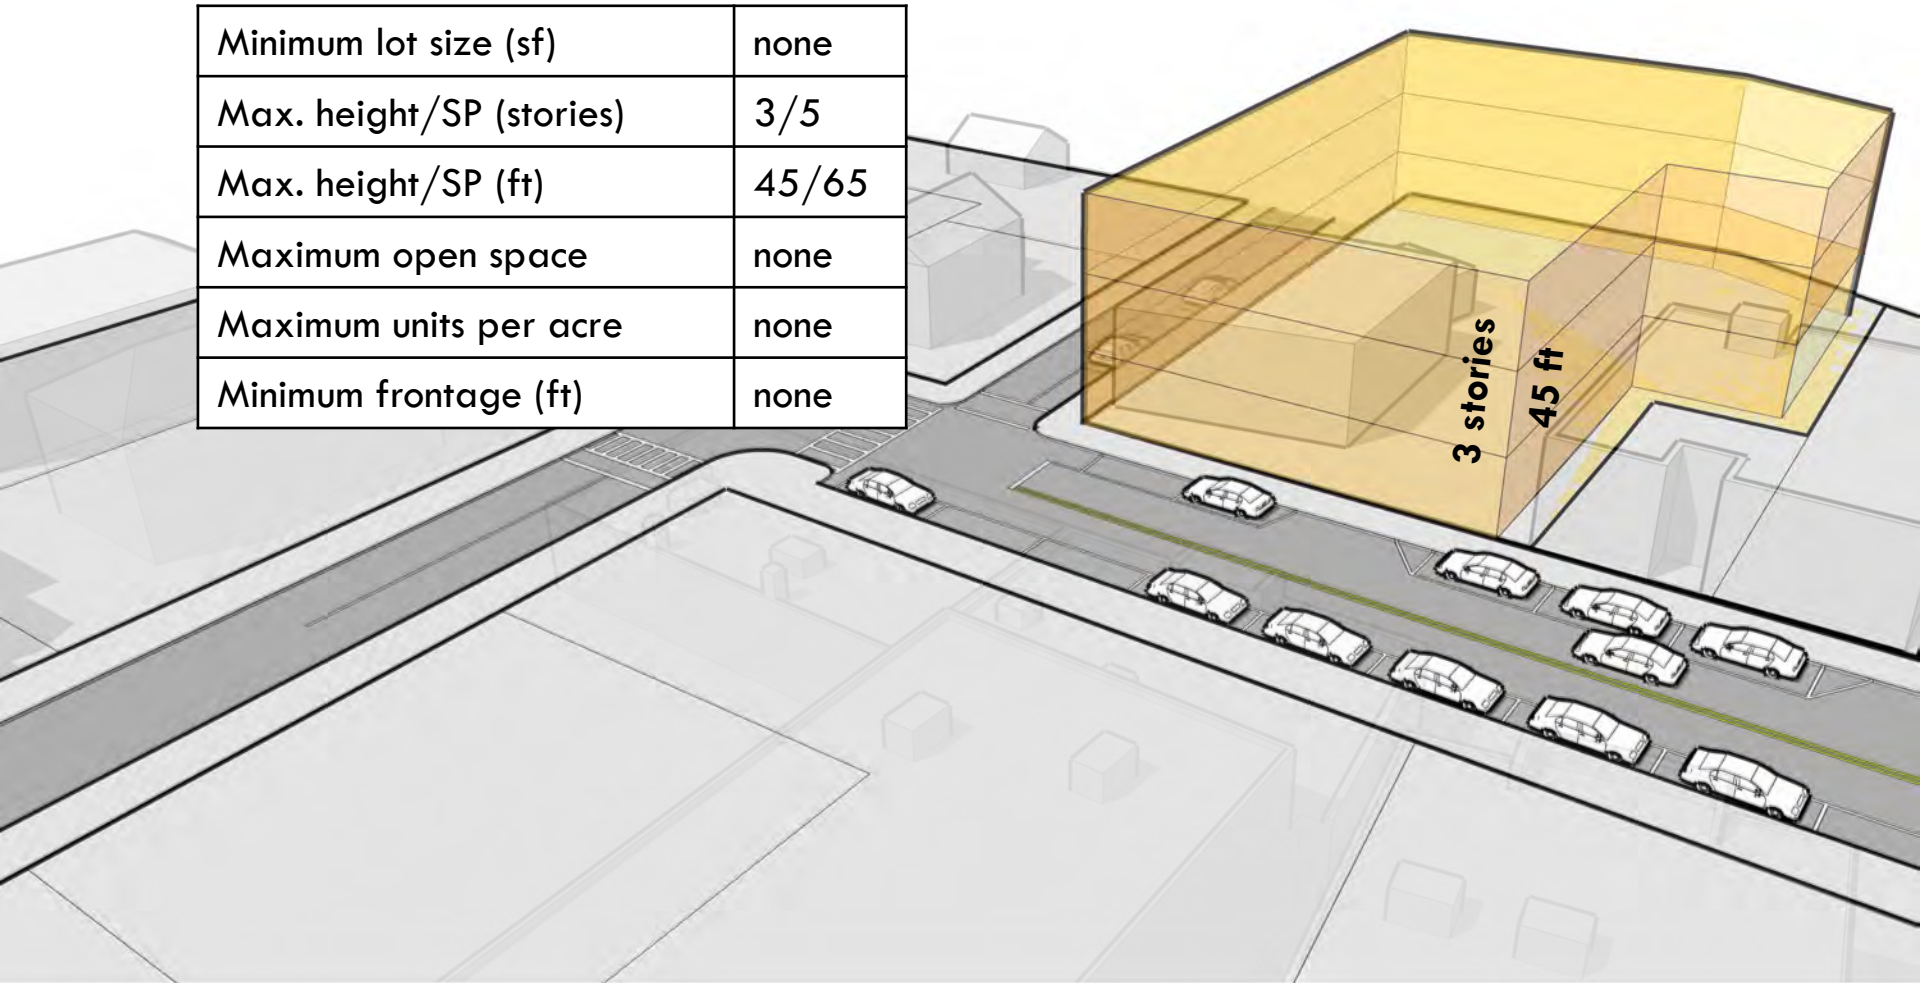 Minimum lot size (sf) none
Max. height/SP (stories) 3/5
Max. height/SP (ft) 45/65
Maximum open space none
Maximum units per acre none
Minimum frontage (ft) none
3 stories
45 ft